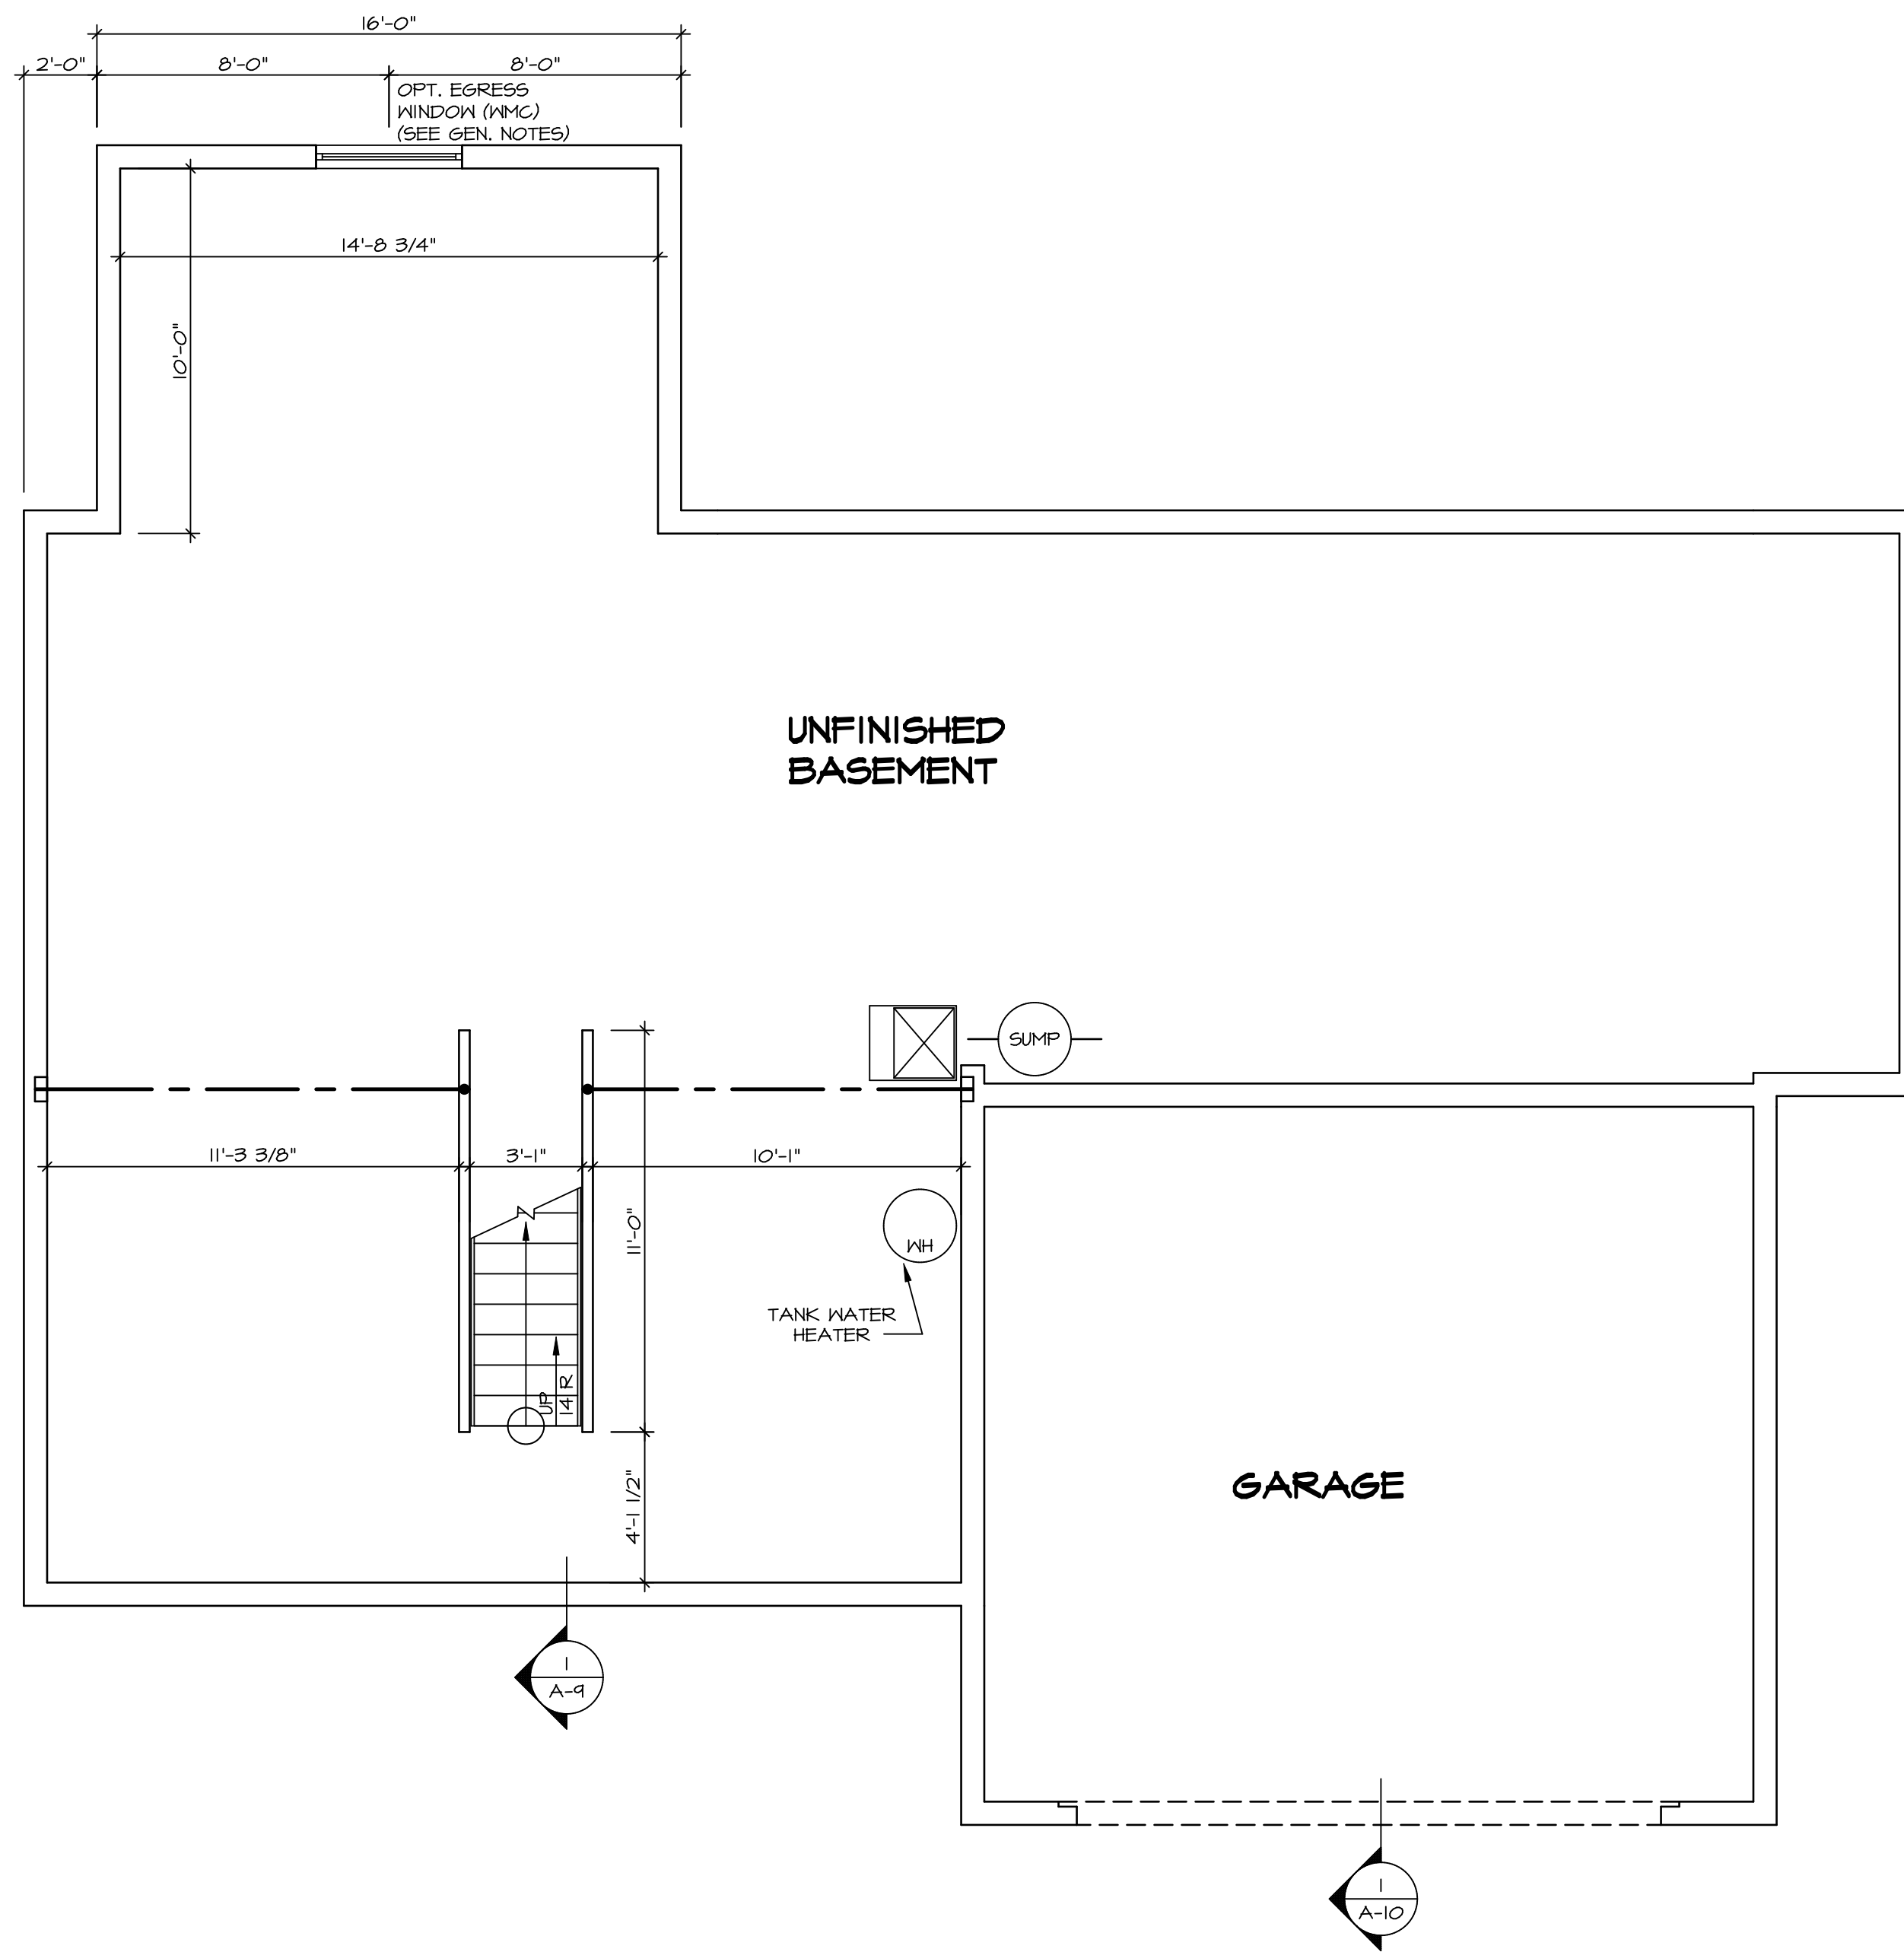 16'-0"
2'-0"
8'-0"
8'-0"
OPT. EGRESS
WINDOW (WMC)
(SEE GEN. NOTES)
14'-8 3/4"
10'-0"
UNFINISHED
BASEMENT
SUMP
11'-3 3/8"
3'-1"
10'-1"
11'-0"
WH
TANK WATER
HEATER
UP
14 R
GARAGE
4'-1 1/2"
1
A-9
1
A-10